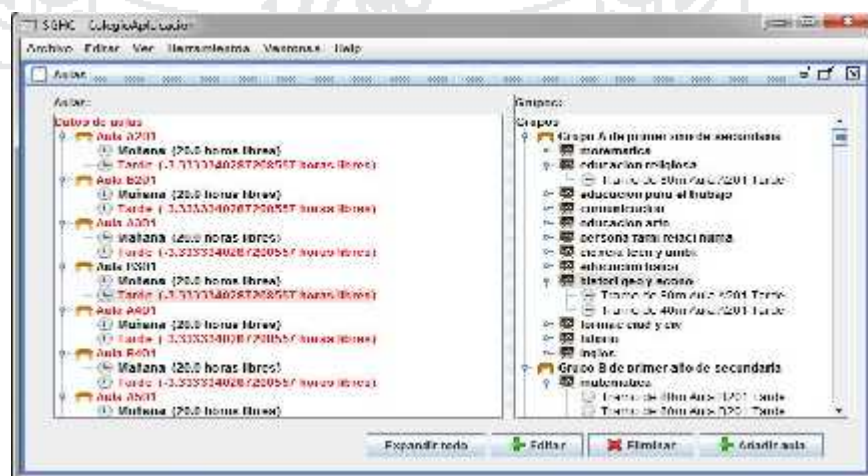 SGHC ColegioAplicacion
Archivo Editar Ver Herramientas Ventanas Help
Aulas
Aulas:
Datos de aulas
Aula A201
Mañana (20.0 horas libres)
Tarde (-3.3333340287208557 horas libres)
Aula B201
Mañana (20.0 horas libres)
Tarde (-3.3333340287208557 horas libres)
Aula A301
Mañana (20.0 horas libres)
Tarde (-3.3333340287208557 horas libres)
Aula B301
Mañana (20.0 horas libres)
Tarde (-3.3333340287208557 horas libres)
Aula A401
Mañana (20.0 horas libres)
Tarde (-3.3333340287208557 horas libres)
Aula B401
Mañana (20.0 horas libres)
Tarde (-3.3333340287208557 horas libres)
Aula A501
Mañana (20.0 horas libres)
Grupos:
Grupos
Grupo A de primer año de secundaria
matematica
educacion religiosa
Tramo de 80m Aula A201 Tarde
educacion para el trabajo
comunicacion
educacion arte
persona fami relaci huma
ciencia tecn y ambi
educacion fisica
histori geo y econo
Tramo de 80m Aula A201 Tarde
Tramo de 40m Aula A201 Tarde
formac ciud y civ
tutoria
ingles
Grupo B de primer año de secundaria
matematica
Tramo de 80m Aula B201 Tarde
Tramo de 80m Aula B201 Tarde
Expandir todo
Editar
Eliminar
Añadir aula